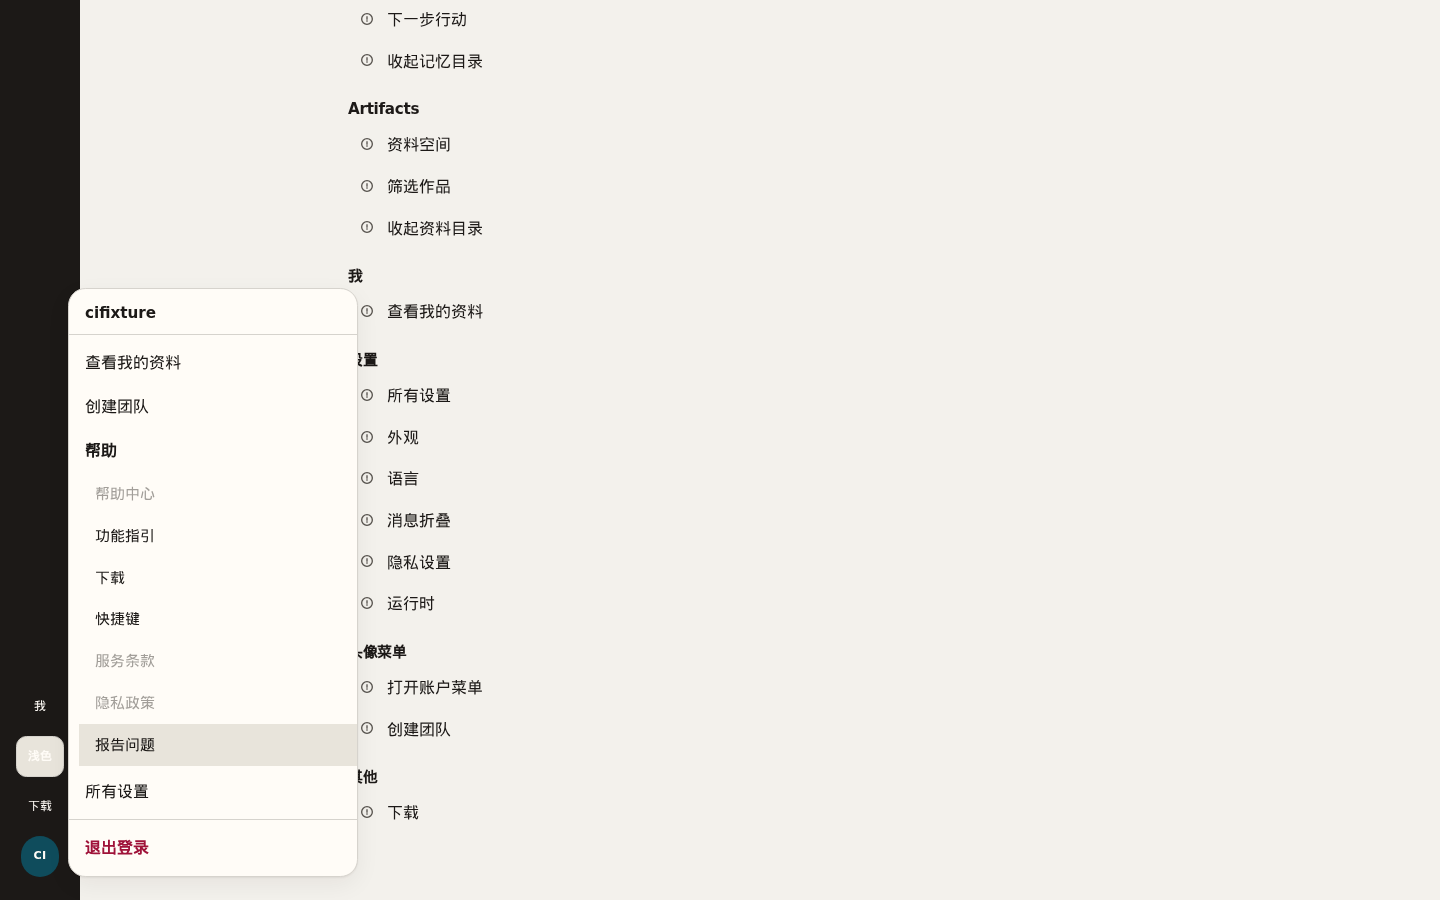 下一步行动
收起记忆目录
Artifacts
资料空间
筛选作品
收起资料目录
我
查看我的资料
置
所有设置
外观
语言
消息折叠
隐私设置
运行时
像菜单
打开账户菜单
创建团队
他
下载
cifixture
查看我的资料
创建团队
帮助
帮助中心
功能指引
下载
快捷键
服务条款
隐私政策
报告问题
所有设置
退出登录
我
浅色
下载
CI